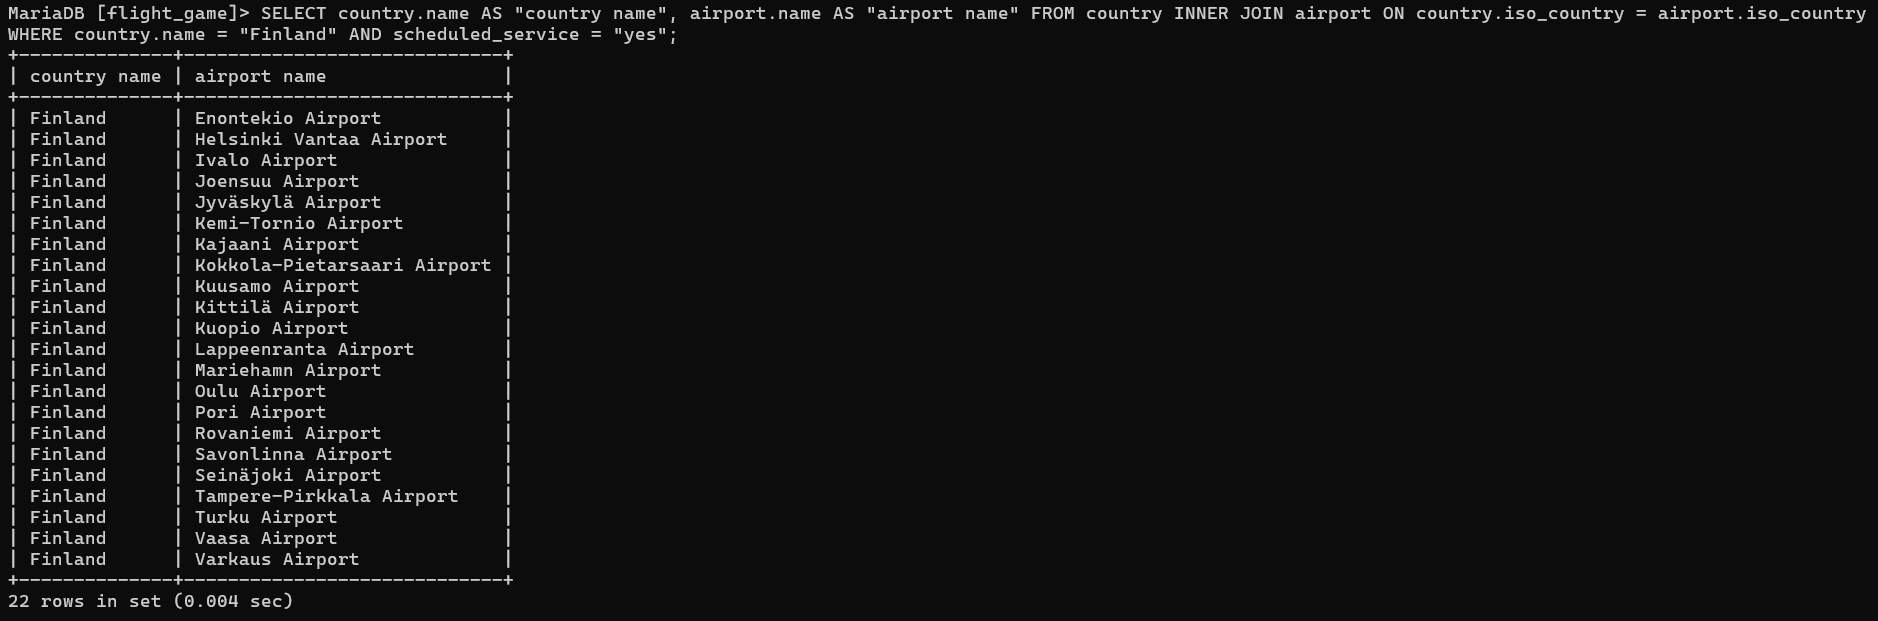 MariaDB [flight_game]> SELECT country.name AS "country name", airport.name AS "airport name" FROM country INNER JOIN airport ON country.iso_country = airport.iso_country
WHERE country.name = "Finland" AND scheduled_service = "yes";
+--------------+-----------------------------+
| country name | airport name                |
+--------------+-----------------------------+
| Finland      | Enontekio Airport           |
| Finland      | Helsinki Vantaa Airport     |
| Finland      | Ivalo Airport               |
| Finland      | Joensuu Airport             |
| Finland      | Jyväskylä Airport           |
| Finland      | Kemi-Tornio Airport         |
| Finland      | Kajaani Airport             |
| Finland      | Kokkola-Pietarsaari Airport |
| Finland      | Kuusamo Airport             |
| Finland      | Kittilä Airport             |
| Finland      | Kuopio Airport              |
| Finland      | Lappeenranta Airport        |
| Finland      | Mariehamn Airport           |
| Finland      | Oulu Airport                |
| Finland      | Pori Airport                |
| Finland      | Rovaniemi Airport           |
| Finland      | Savonlinna Airport          |
| Finland      | Seinäjoki Airport           |
| Finland      | Tampere-Pirkkala Airport    |
| Finland      | Turku Airport               |
| Finland      | Vaasa Airport               |
| Finland      | Varkaus Airport             |
+--------------+-----------------------------+
22 rows in set (0.004 sec)